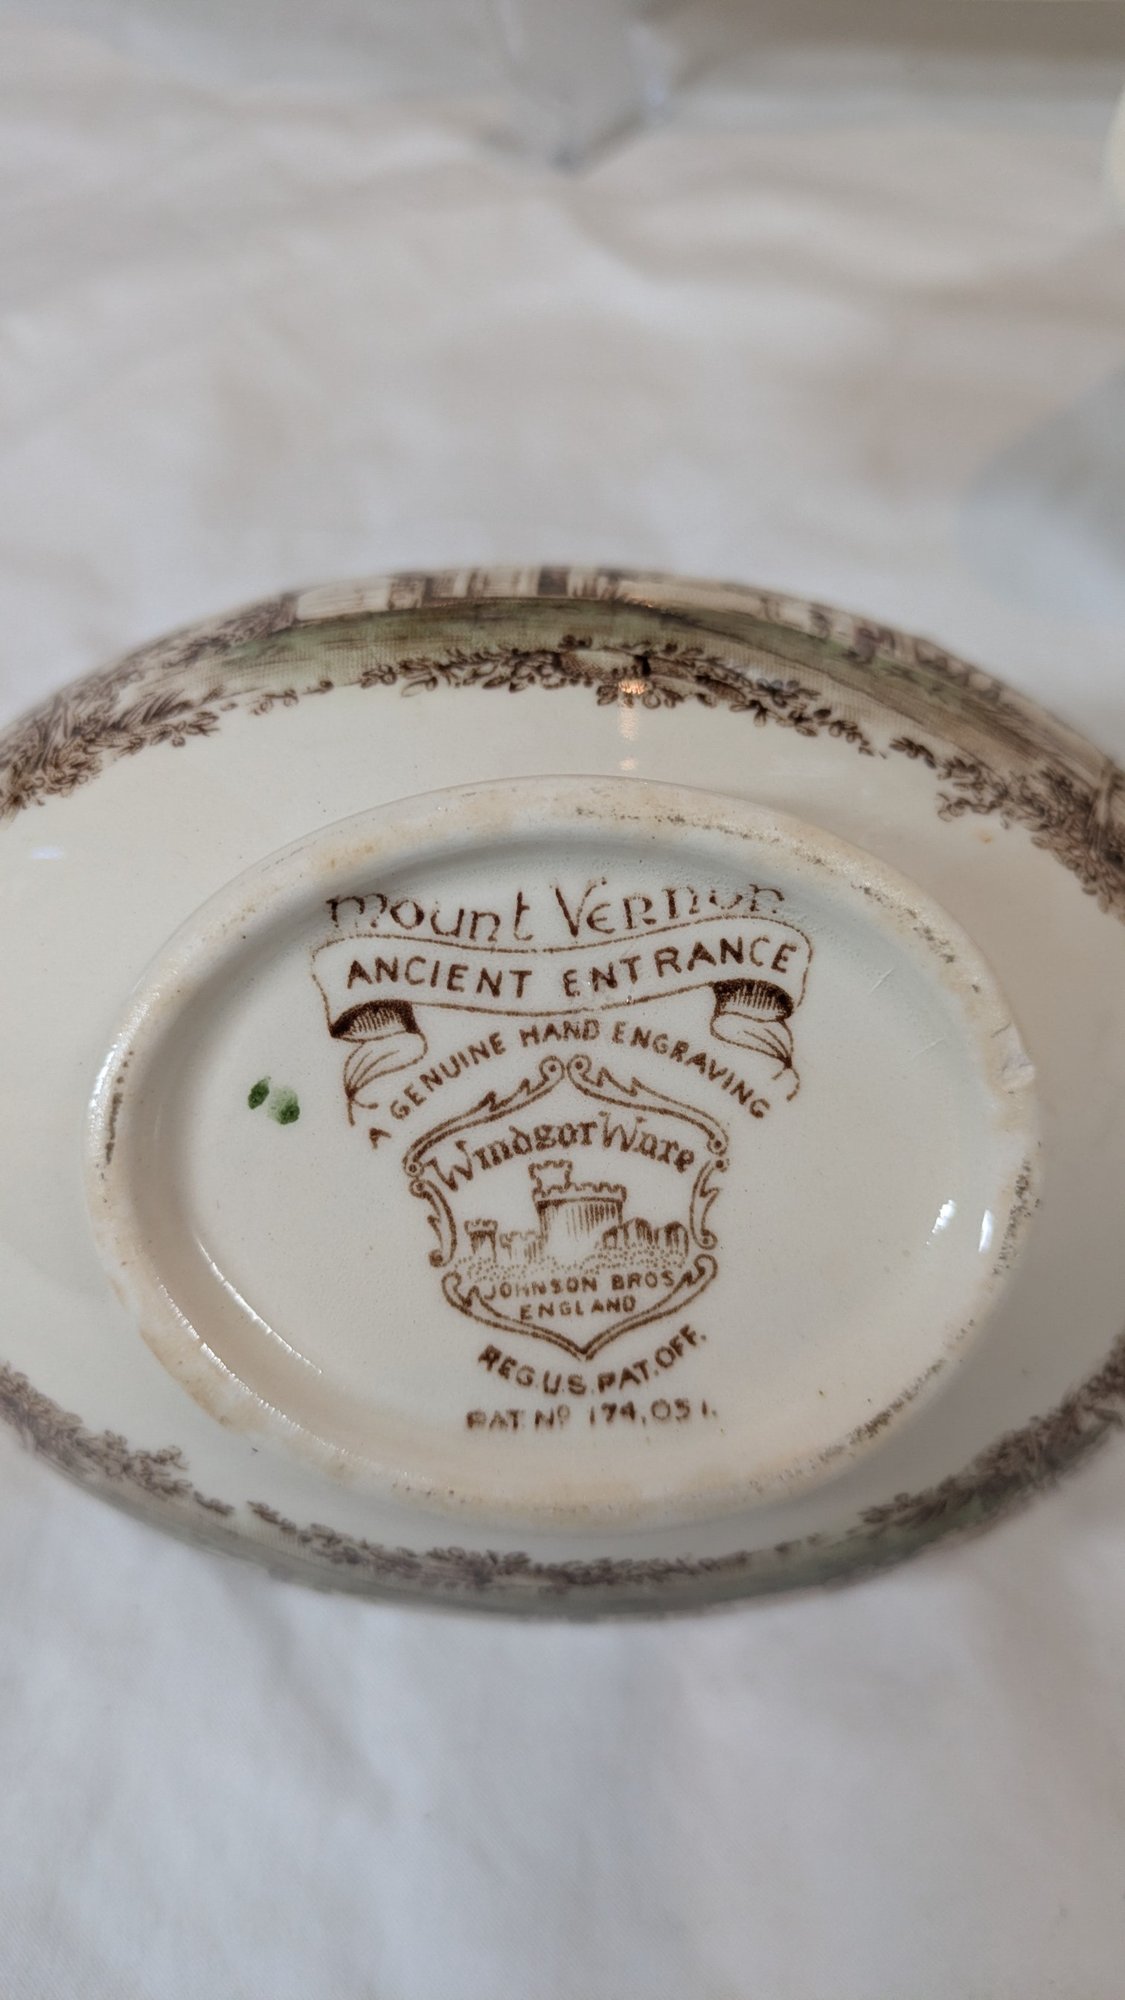 Mount Vernon
ANCIENT ENTRANCE
A GENUINE HAND ENGRAVING
Windsor Ware
JOHNSON BROS
ENGLAND
REG.U.S.PAT.OFF.
PAT. Nº 174,051.